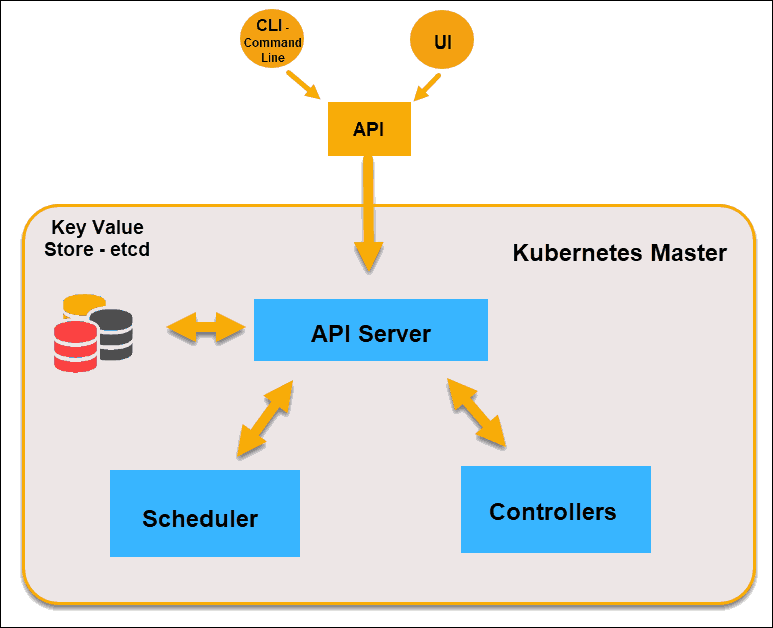 CLI -
Command
Line
UI
API
Key Value
Store - etcd
Kubernetes Master
API Server
Scheduler
Controllers